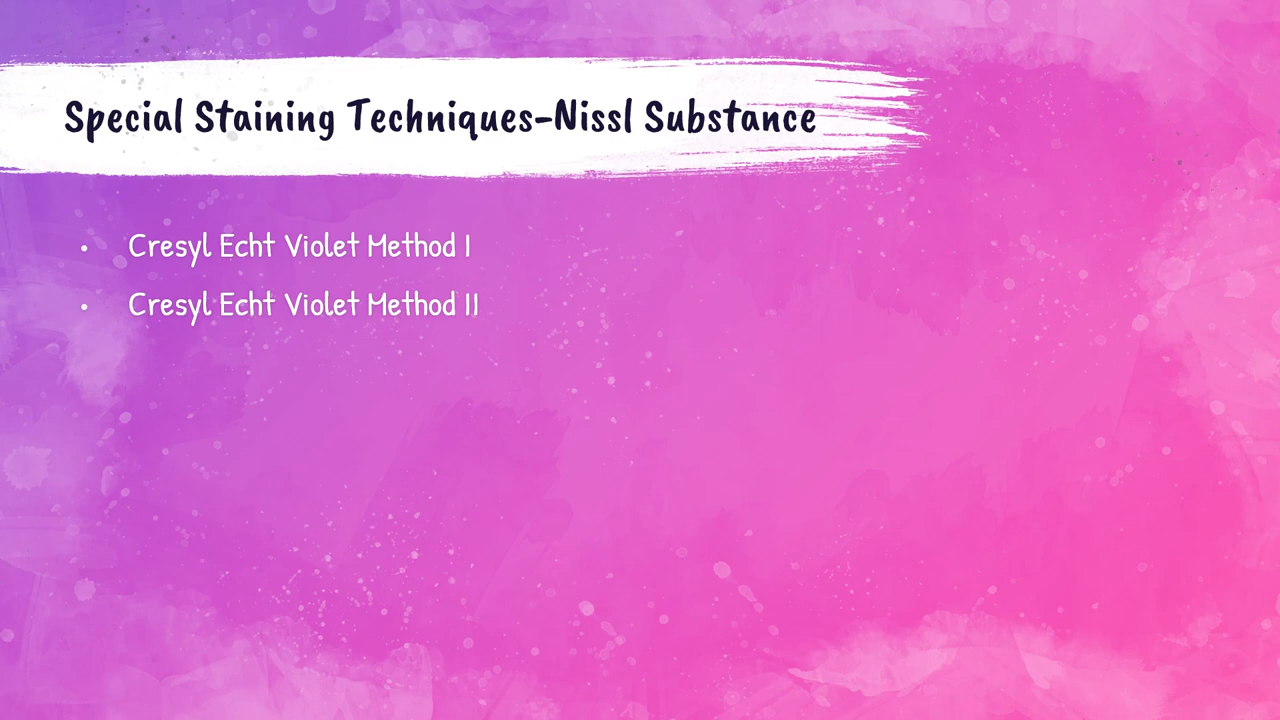 Special Staining Techniques-Nissl Substance
• Cresyl Echt Violet Method I
• Cresyl Echt Violet Method II